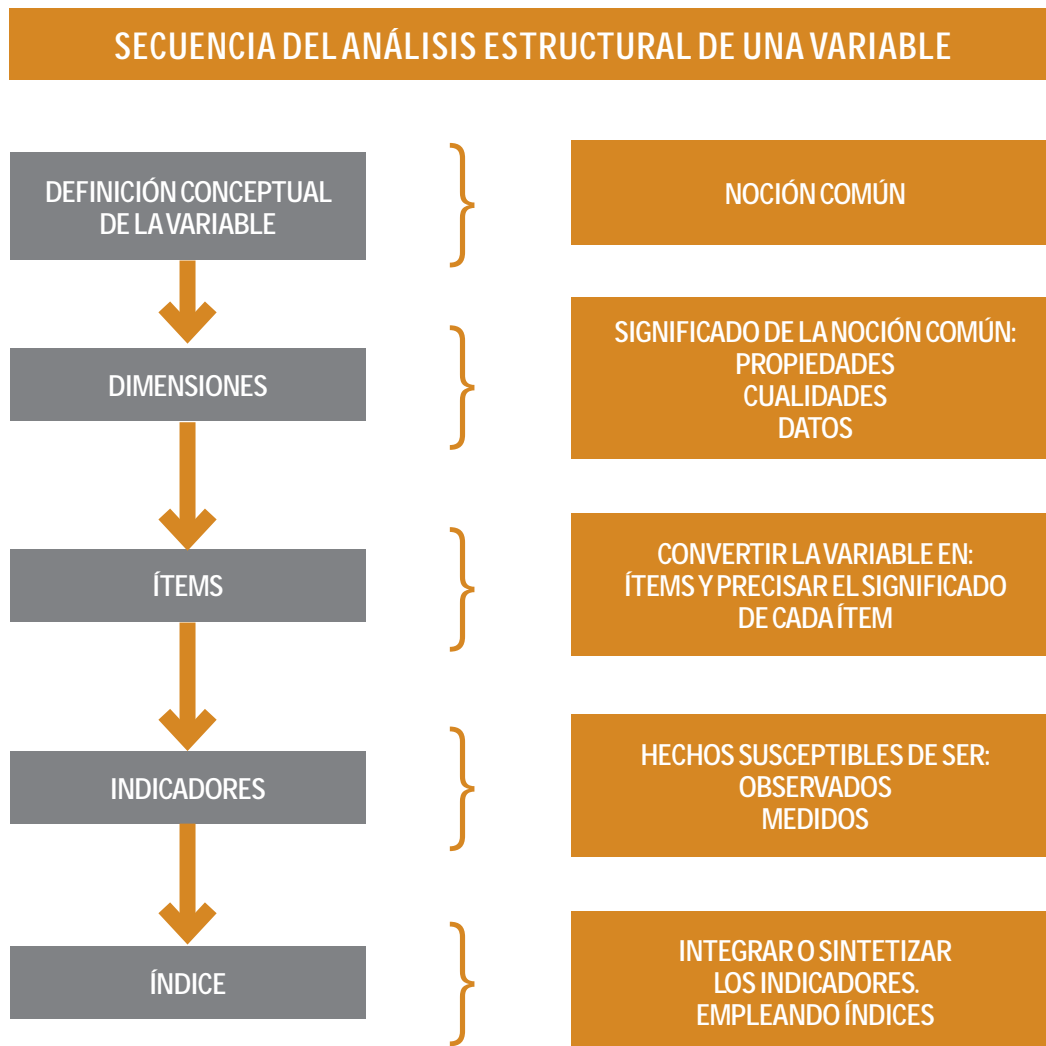 SECUENCIA DEL ANÁLISIS ESTRUCTURAL DE UNA VARIABLE
DEFINICIÓN CONCEPTUAL
DE LA VARIABLE
NOCIÓN COMÚN
DIMENSIONES
SIGNIFICADO DE LA NOCIÓN COMÚN:
PROPIEDADES
CUALIDADES
DATOS
ÍTEMS
CONVERTIR LA VARIABLE EN:
ÍTEMS Y PRECISAR EL SIGNIFICADO
DE CADA ÍTEM
INDICADORES
HECHOS SUSCEPTIBLES DE SER:
OBSERVADOS
MEDIDOS
ÍNDICE
INTEGRAR O SINTETIZAR
LOS INDICADORES.
EMPLEANDO ÍNDICES